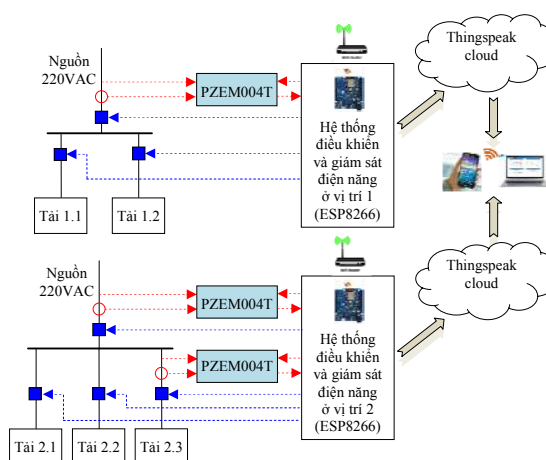 Nguồn
220VAC
PZEM004T
Hệ thống
điều khiển
và giám sát
điện năng
ở vị trí 1
(ESP8266)
Tải 1.1
Tải 1.2
Thingspeak
cloud
Nguồn
220VAC
PZEM004T
PZEM004T
Hệ thống
điều khiển
và giám sát
điện năng
ở vị trí 2
(ESP8266)
Tải 2.1
Tải 2.2
Tải 2.3
Thingspeak
cloud